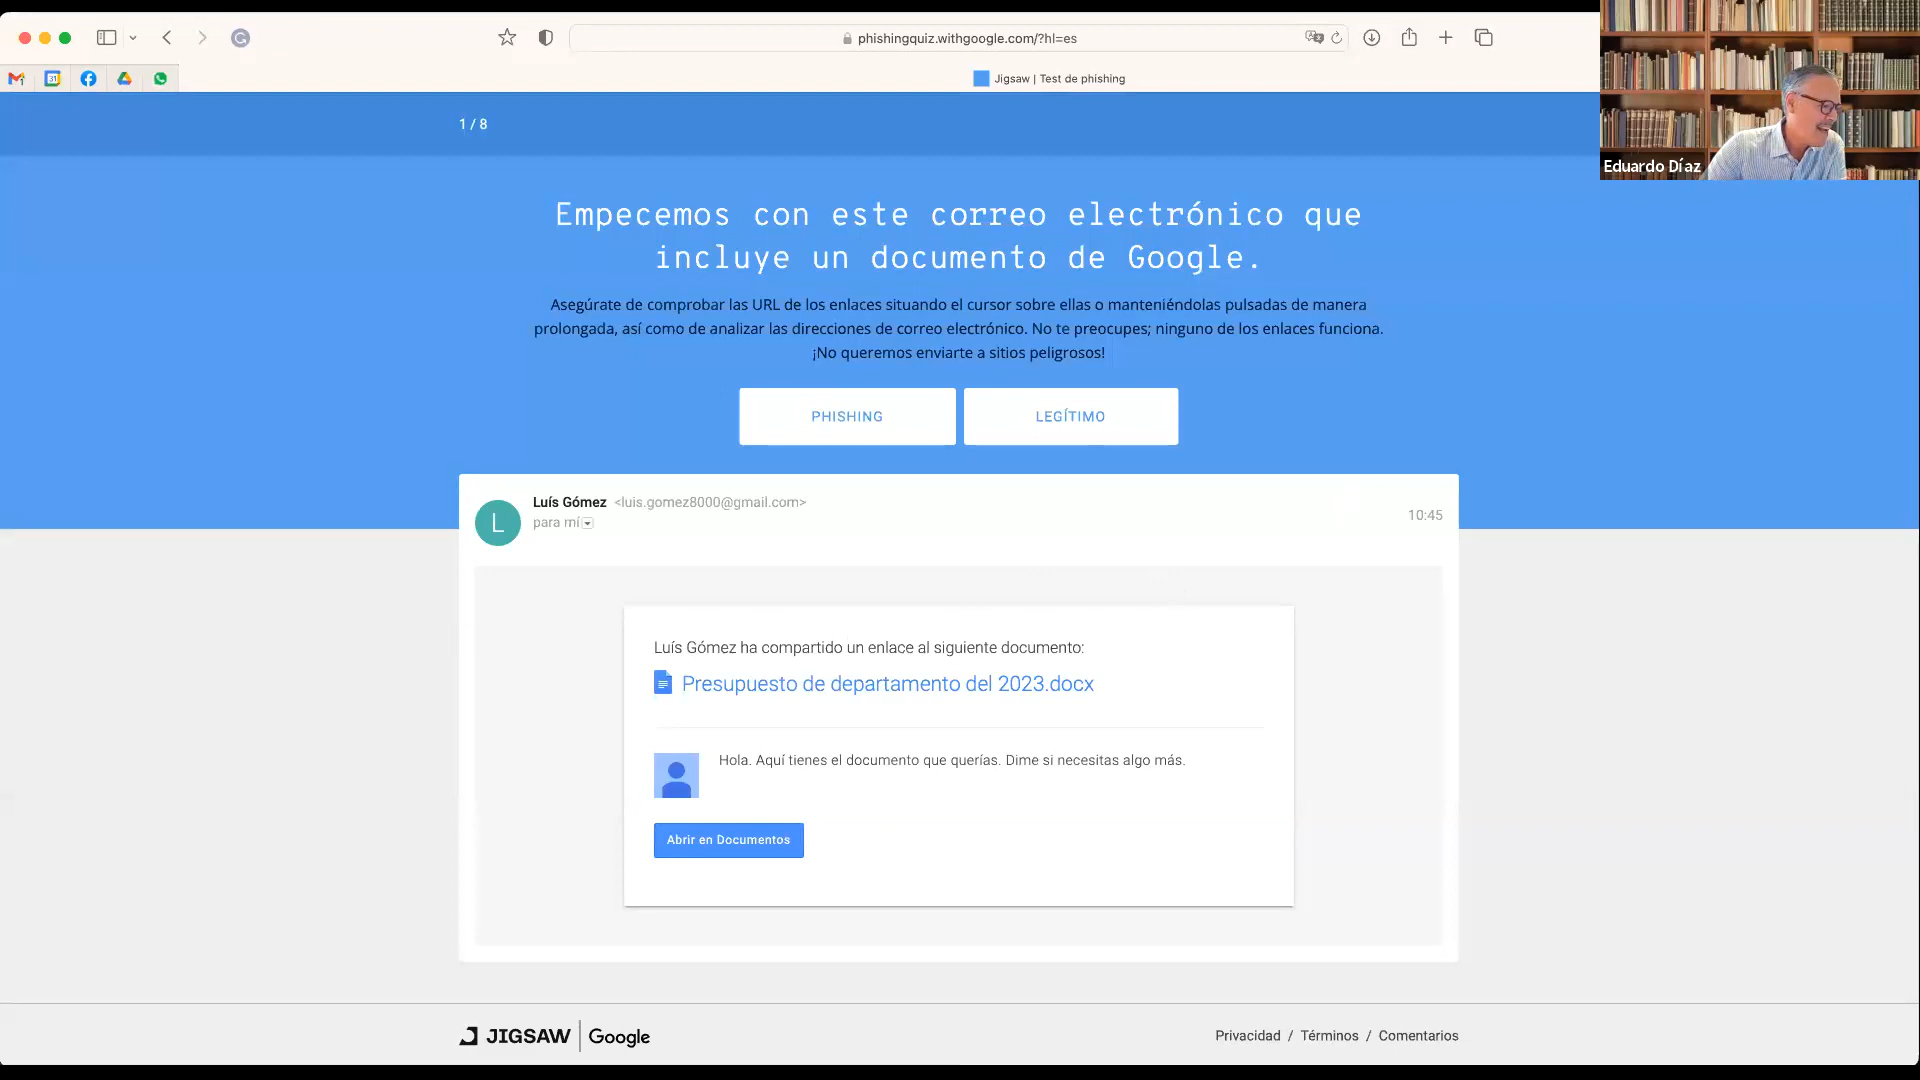 phishingquiz.withgoogle.com/?hl=es
31
Jigsaw | Test de phishing
Eduardo Díaz
1 / 8
Empecemos con este correo electrónico que
incluye un documento de Google.
Asegúrate de comprobar las URL de los enlaces situando el cursor sobre ellas o manteniéndolas pulsadas de manera
prolongada, así como de analizar las direcciones de correo electrónico. No te preocupes; ninguno de los enlaces funciona.
¡No queremos enviarte a sitios peligrosos!
PHISHING
LEGÍTIMO
L
Luís Gómez <luis.gomez8000@gmail.com>
para mí
10:45
Luís Gómez ha compartido un enlace al siguiente documento:
Presupuesto de departamento del 2023.docx
Hola. Aquí tienes el documento que querías. Dime si necesitas algo más.
Abrir en Documentos
JIGSAW | Google
Privacidad / Términos / Comentarios